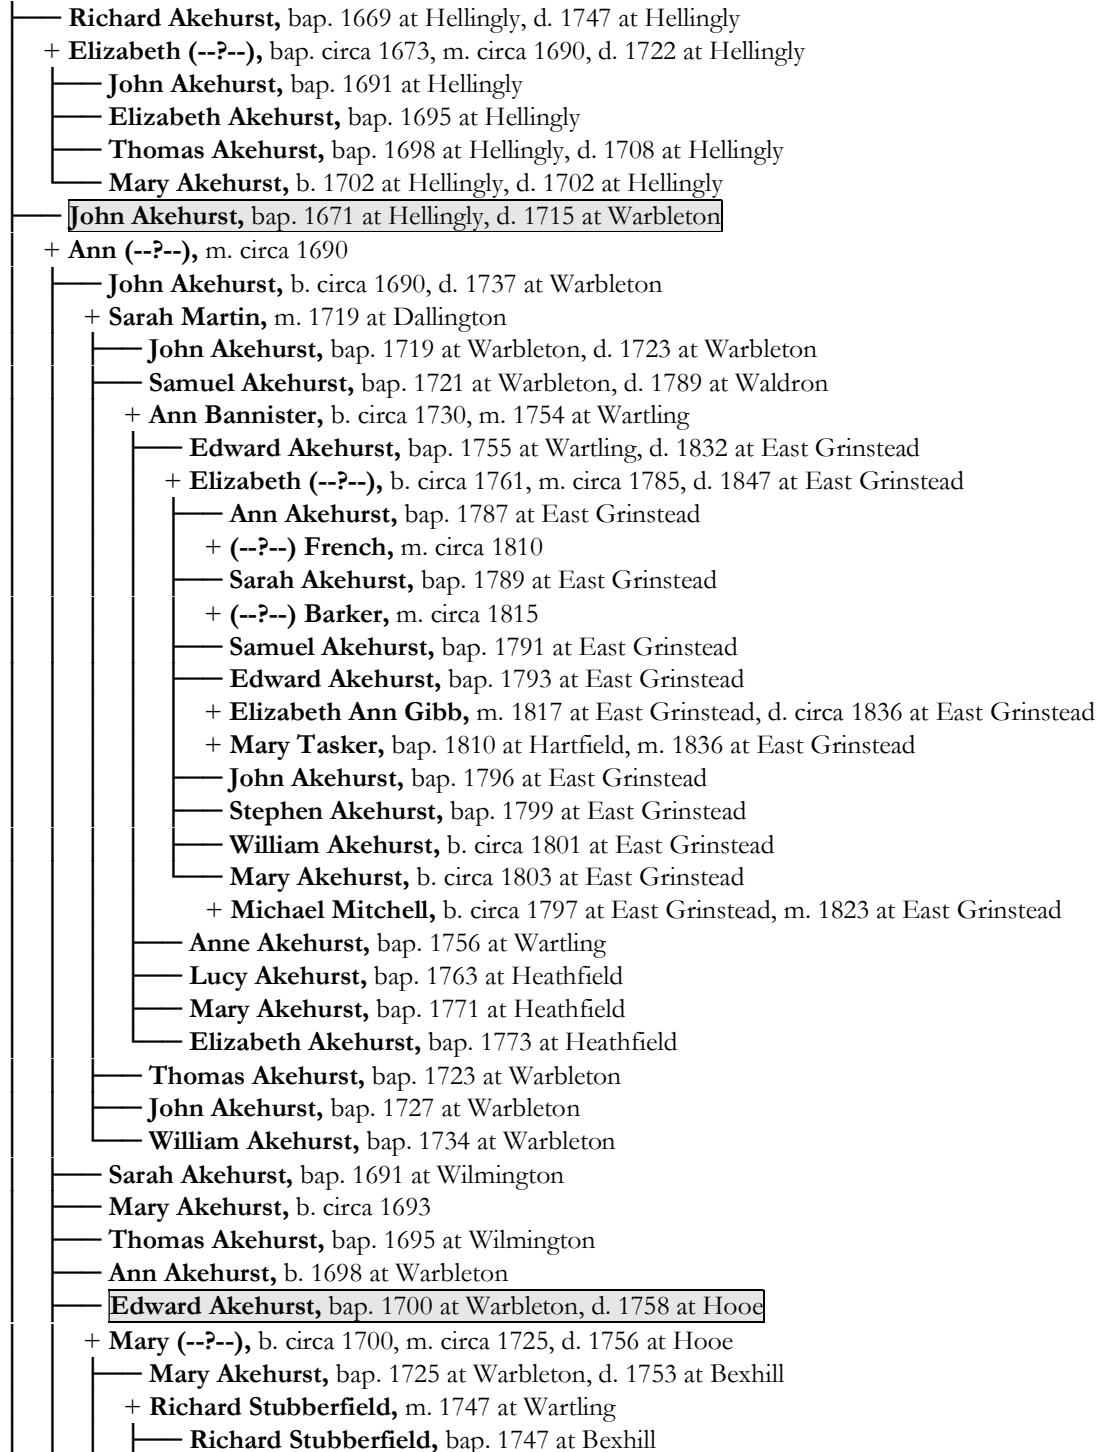 Richard Akehurst, bap. 1669 at Hellingly, d. 1747 at Hellingly
+ Elizabeth (--?--), bap. circa 1673, m. circa 1690, d. 1722 at Hellingly
John Akehurst, bap. 1691 at Hellingly
Elizabeth Akehurst, bap. 1695 at Hellingly
Thomas Akehurst, bap. 1698 at Hellingly, d. 1708 at Hellingly
Mary Akehurst, b. 1702 at Hellingly, d. 1702 at Hellingly
John Akehurst, bap. 1671 at Hellingly, d. 1715 at Warbleton
+ Ann (--?--), m. circa 1690
John Akehurst, b. circa 1690, d. 1737 at Warbleton
+ Sarah Martin, m. 1719 at Dallington
John Akehurst, bap. 1719 at Warbleton, d. 1723 at Warbleton
Samuel Akehurst, bap. 1721 at Warbleton, d. 1789 at Waldron
+ Ann Bannister, b. circa 1730, m. 1754 at Wartling
Edward Akehurst, bap. 1755 at Wartling, d. 1832 at East Grinstead
+ Elizabeth (--?--), b. circa 1761, m. circa 1785, d. 1847 at East Grinstead
Ann Akehurst, bap. 1787 at East Grinstead
+ (--?--) French, m. circa 1810
Sarah Akehurst, bap. 1789 at East Grinstead
+ (--?--) Barker, m. circa 1815
Samuel Akehurst, bap. 1791 at East Grinstead
Edward Akehurst, bap. 1793 at East Grinstead
+ Elizabeth Ann Gibb, m. 1817 at East Grinstead, d. circa 1836 at East Grinstead
+ Mary Tasker, bap. 1810 at Hartfield, m. 1836 at East Grinstead
John Akehurst, bap. 1796 at East Grinstead
Stephen Akehurst, bap. 1799 at East Grinstead
William Akehurst, b. circa 1801 at East Grinstead
Mary Akehurst, b. circa 1803 at East Grinstead
+ Michael Mitchell, b. circa 1797 at East Grinstead, m. 1823 at East Grinstead
Anne Akehurst, bap. 1756 at Wartling
Lucy Akehurst, bap. 1763 at Heathfield
Mary Akehurst, bap. 1771 at Heathfield
Elizabeth Akehurst, bap. 1773 at Heathfield
Thomas Akehurst, bap. 1723 at Warbleton
John Akehurst, bap. 1727 at Warbleton
William Akehurst, bap. 1734 at Warbleton
Sarah Akehurst, bap. 1691 at Wilmington
Mary Akehurst, b. circa 1693
Thomas Akehurst, bap. 1695 at Wilmington
Ann Akehurst, b. 1698 at Warbleton
Edward Akehurst, bap. 1700 at Warbleton, d. 1758 at Hooe
+ Mary (--?--), b. circa 1700, m. circa 1725, d. 1756 at Hooe
Mary Akehurst, bap. 1725 at Warbleton, d. 1753 at Bexhill
+ Richard Stubberfield, m. 1747 at Wartling
Richard Stubberfield, bap. 1747 at Bexhill